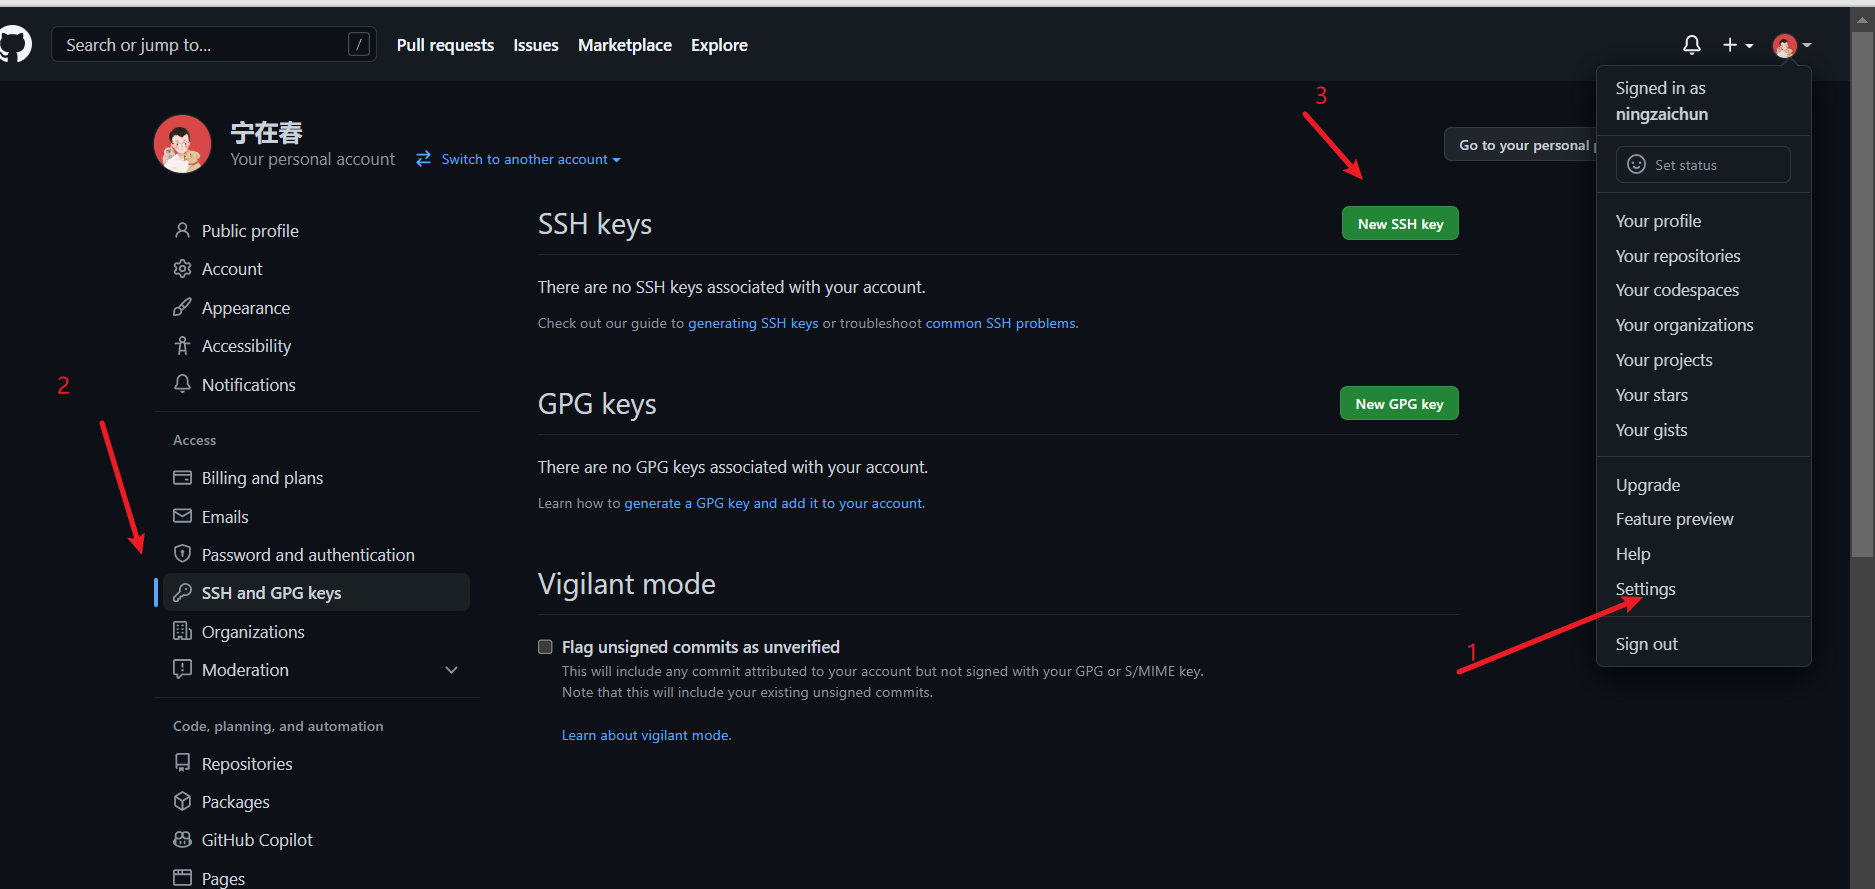 Search or jump to...
/
Pull requests
Issues
Marketplace
Explore
宁在春
Your personal account
Switch to another account
Go to your personal
Public profile
Account
Appearance
Accessibility
Notifications
Access
Billing and plans
Emails
Password and authentication
SSH and GPG keys
Organizations
Moderation
Code, planning, and automation
Repositories
Packages
GitHub Copilot
Pages
2
3
SSH keys
New SSH key
There are no SSH keys associated with your account.
Check out our guide to generating SSH keys or troubleshoot common SSH problems.
GPG keys
New GPG key
There are no GPG keys associated with your account.
Learn how to generate a GPG key and add it to your account.
Vigilant mode
Flag unsigned commits as unverified
This will include any commit attributed to your account but not signed with your GPG or S/MIME key.
Note that this will include your existing unsigned commits.
Learn about vigilant mode.
Signed in as
ningzaichun
Set status
Your profile
Your repositories
Your codespaces
Your organizations
Your projects
Your stars
Your gists
Upgrade
Feature preview
Help
Settings
1
Sign out